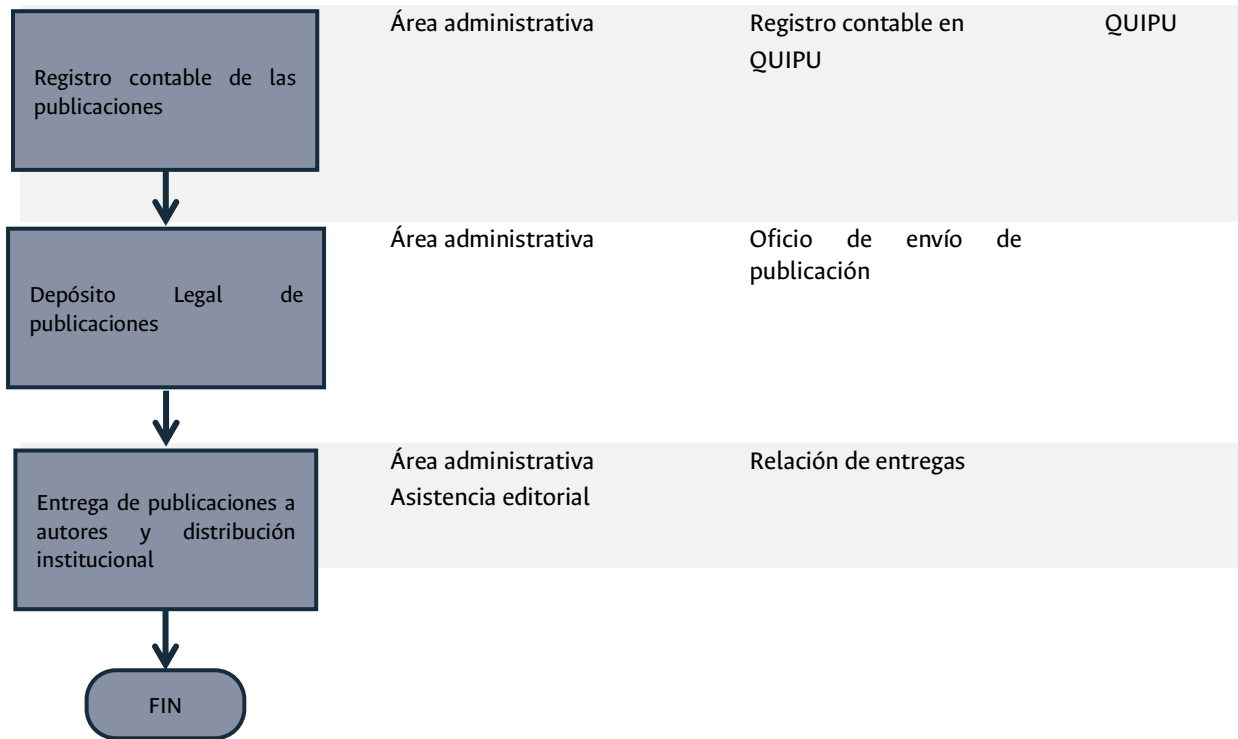 Registro contable de las
publicaciones
Área administrativa
Registro contable en
QUIPU
QUIPU
Depósito Legal de
publicaciones
Área administrativa
Oficio de envío de
publicación
Entrega de publicaciones a
autores y distribución
institucional
Área administrativa
Asistencia editorial
Relación de entregas
FIN